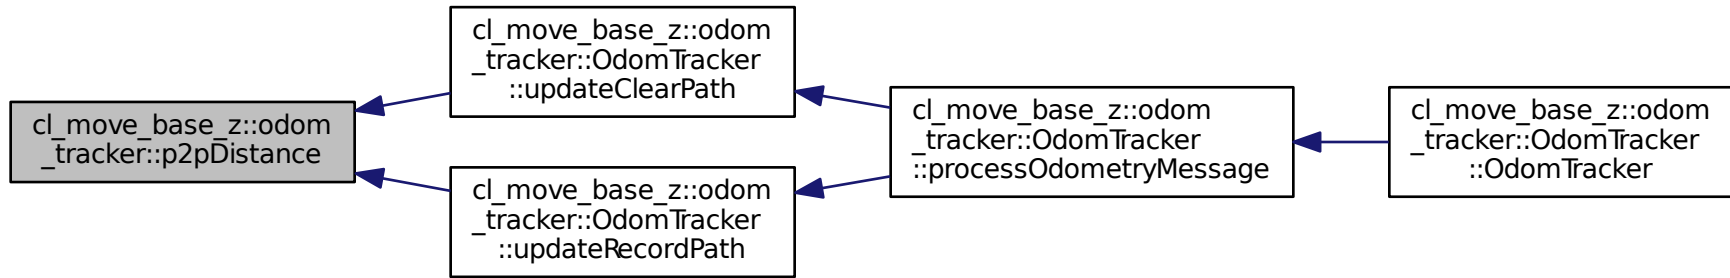 cl_move_base_z::odom
_tracker::p2pDistance
cl_move_base_z::odom
_tracker::OdomTracker
::updateClearPath
cl_move_base_z::odom
_tracker::OdomTracker
::updateRecordPath
cl_move_base_z::odom
_tracker::OdomTracker
::processOdometryMessage
cl_move_base_z::odom
_tracker::OdomTracker
::OdomTracker